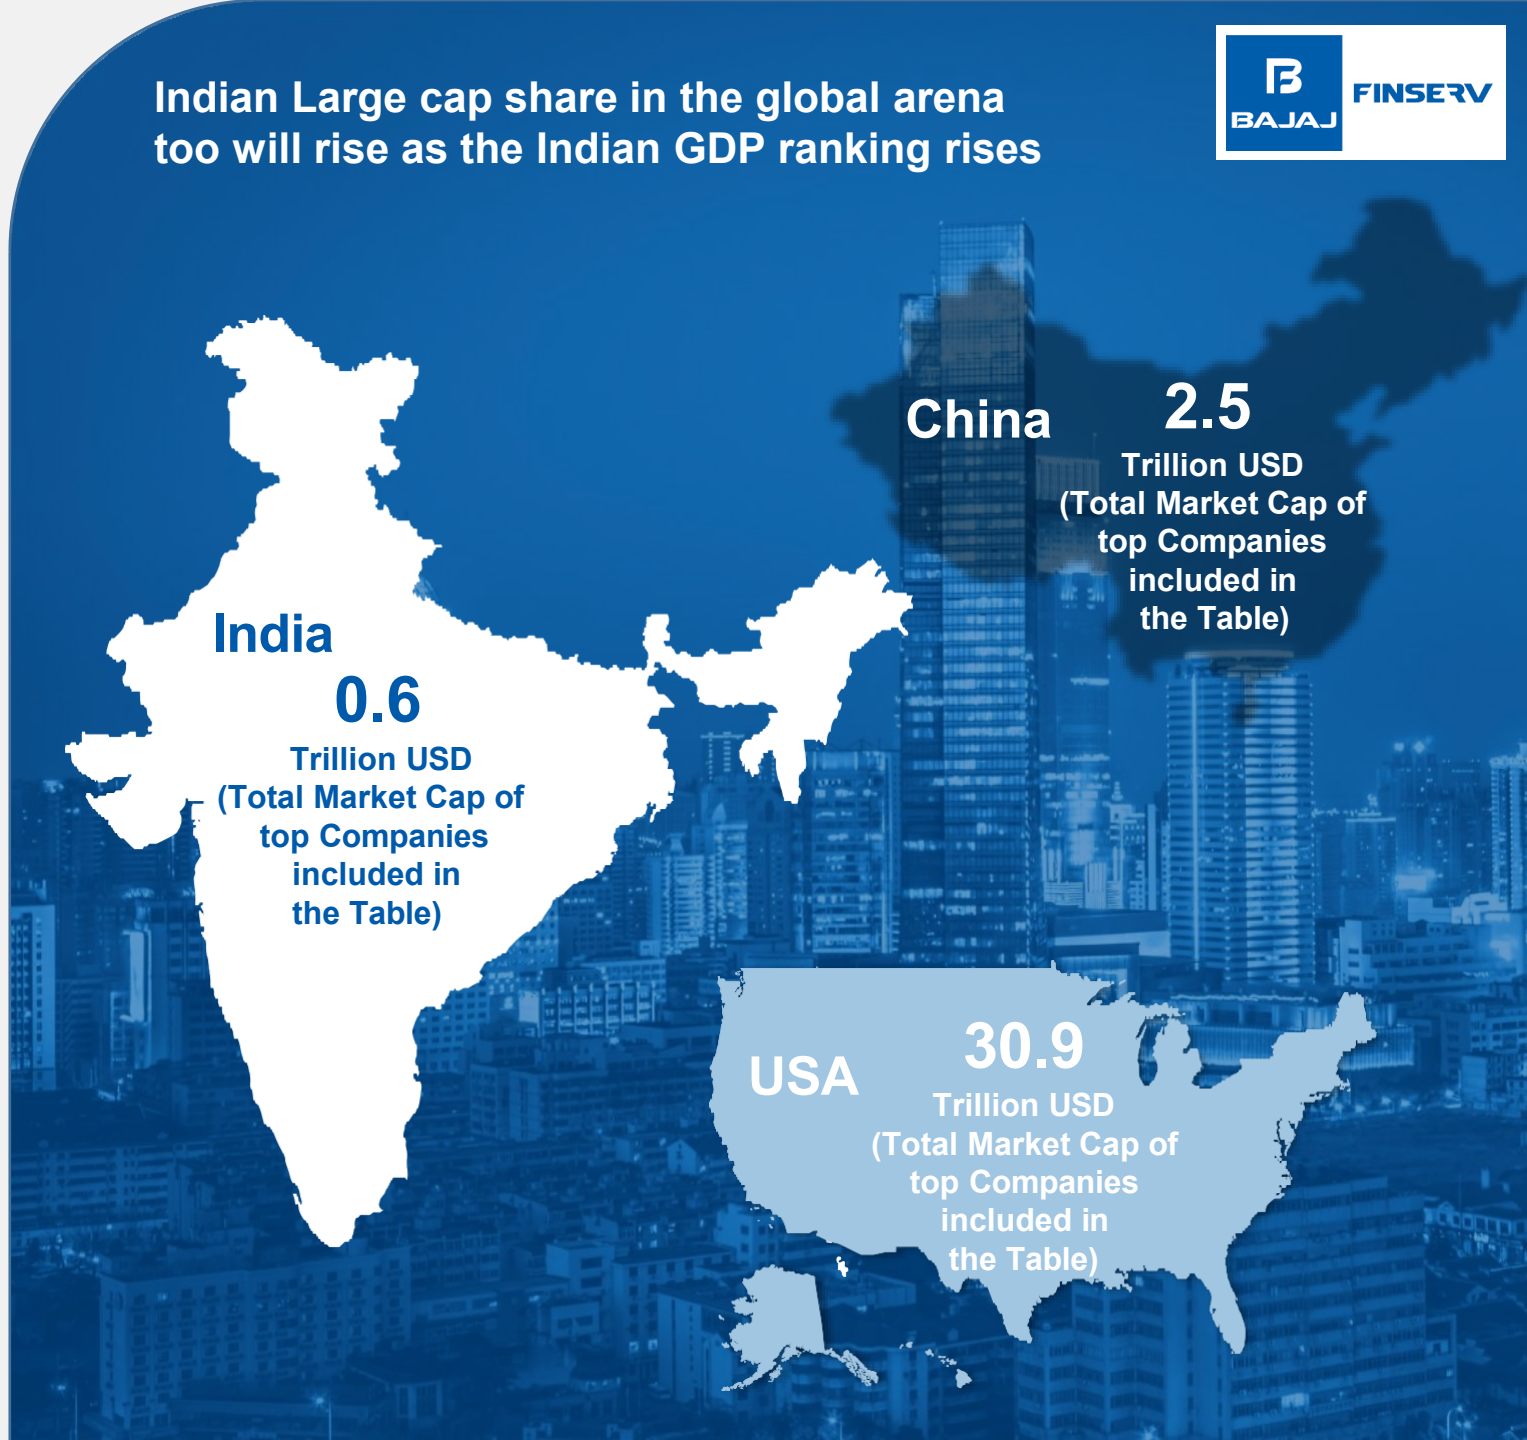 Indian Large cap share in the global arena
too will rise as the Indian GDP ranking rises
B
BAJAJ
FINSERV
China
2.5
Trillion USD
(Total Market Cap of
top Companies
included in
the Table)
India
0.6
Trillion USD
(Total Market Cap of
top Companies
included in
the Table)
USA
30.9
Trillion USD
(Total Market Cap of
top Companies
included in
the Table)